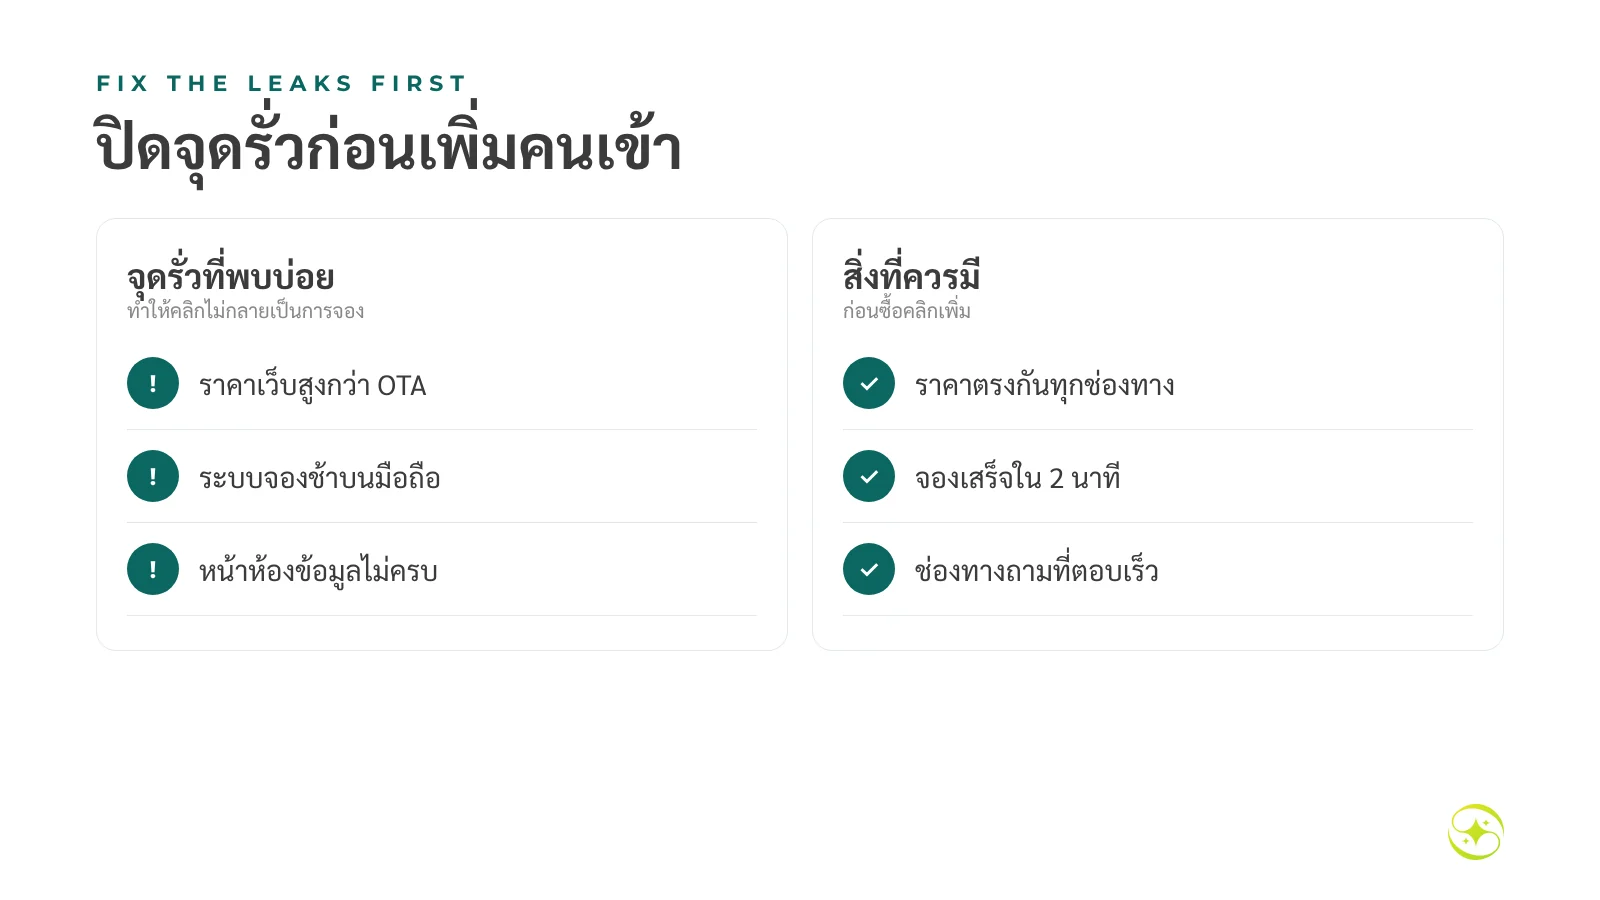 FIX THE LEAKS FIRST
ปิดจุดรั่วก่อนเพิ่มคนเข้า
จุดรั่วที่พบบ่อย
ทำให้คลิกไม่กลายเป็นการจอง
! ราคาเว็บสูงกว่า OTA
! ระบบจองช้าบนมือถือ
! หน้าห้องข้อมูลไม่ครบ
สิ่งที่ควรมี
ก่อนซื้อคลิกเพิ่ม
ราคาตรงกันทุกช่องทาง
จองเสร็จใน 2 นาที
ช่องทางถามที่ตอบเร็ว